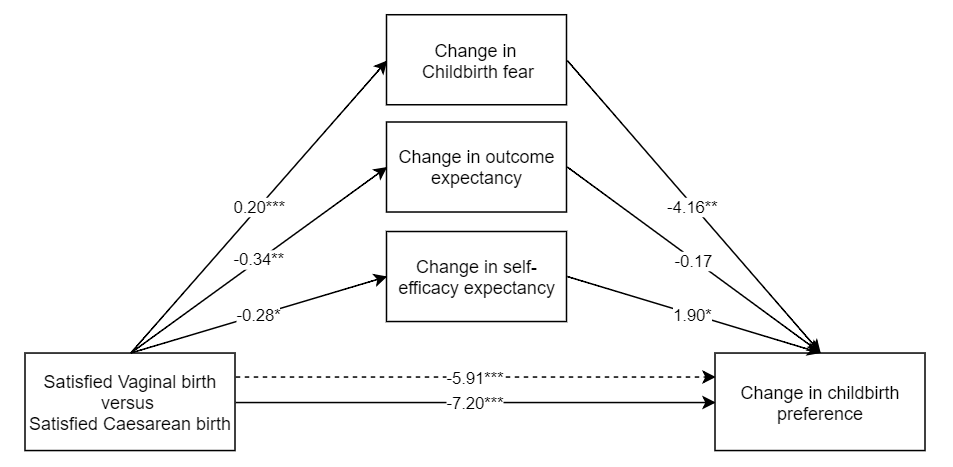 Change in
Childbirth fear
Change in outcome
expectancy
0.20***
-4.16**
-0.34**
-0.17
Change in self-
efficacy expectancy
-0.28*
1.90*
Satisfied Vaginal birth
versus
Satisfied Caesarean birth
-5.91***
-7.20***
Change in childbirth
preference